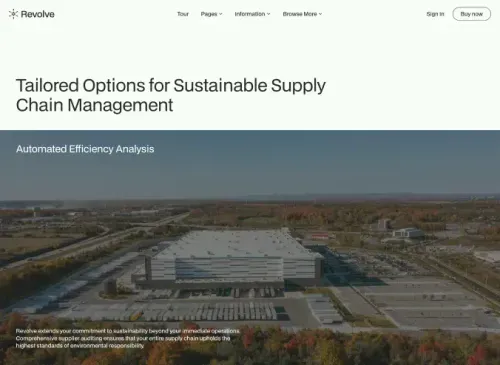 Revolve
Tour
Pages
Information
Browse More
Sign In
Buy now
Tailored Options for Sustainable Supply
Chain Management
Automated Efficiency Analysis
Revolve extends your commitment to sustainability beyond your immediate operations.
Comprehensive supplier auditing ensures that your entire supply chain upholds the
highest standards of environmental responsibility.